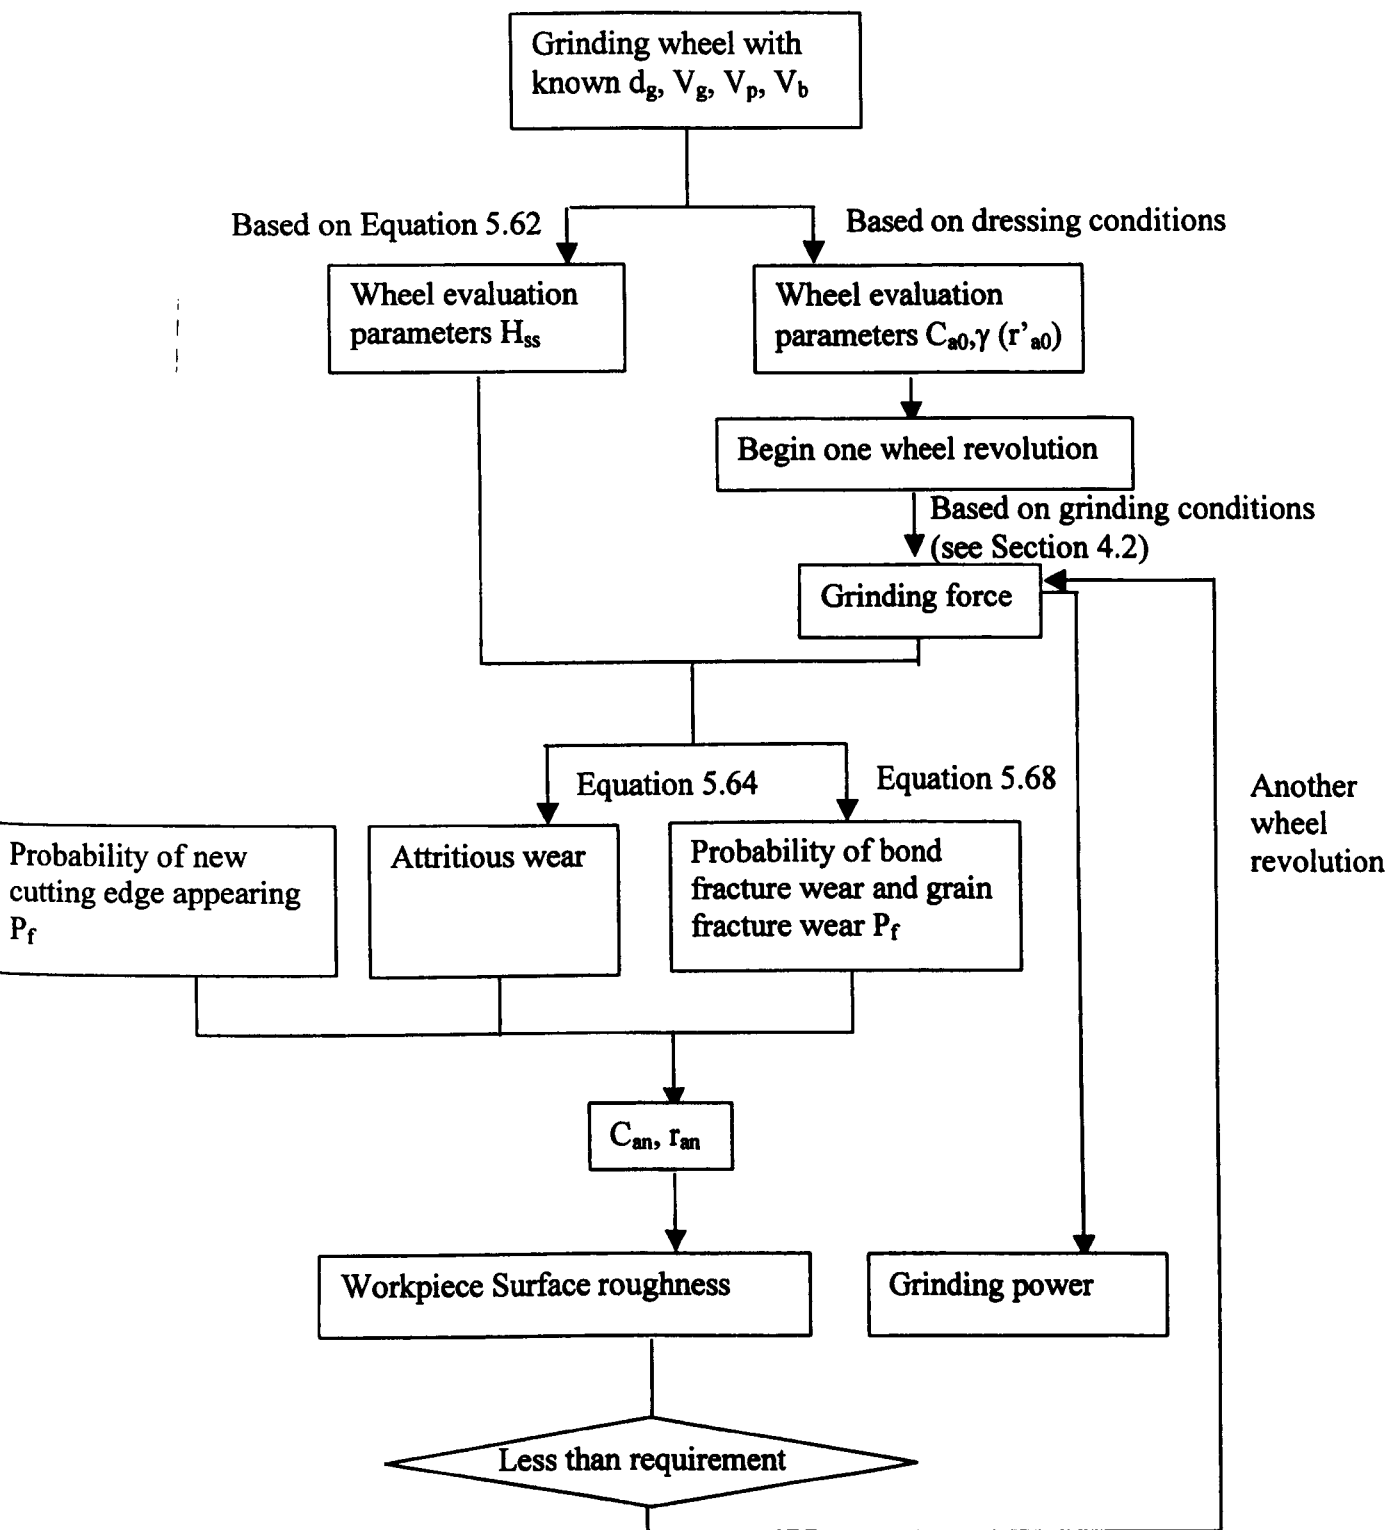 Grinding wheel with
known dg, Vg, Vp, Vb
Based on Equation 5.62
Based on dressing conditions
Wheel evaluation
parameters Hss
Wheel evaluation
parameters Ca0,γ (r’a0)
Begin one wheel revolution
Based on grinding conditions
(see Section 4.2)
Grinding force
Equation 5.64
Equation 5.68
Another
wheel
revolution
Probability of new
cutting edge appearing
Pf
Attritious wear
Probability of bond
fracture wear and grain
fracture wear Pf
Can, ran
Workpiece Surface roughness
Grinding power
Less than requirement